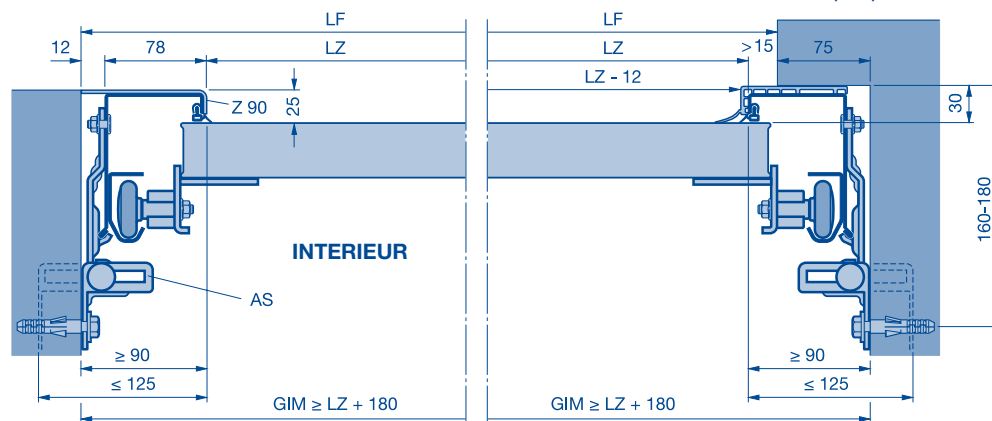 LF LF
12 78 LZ LZ >15 75
LZ - 12
Z 90 25 30
160-180
INTERIEUR
AS
≥ 90 ≥ 90
≤ 125 ≤ 125
GIM ≥ LZ + 180 GIM ≥ LZ + 180